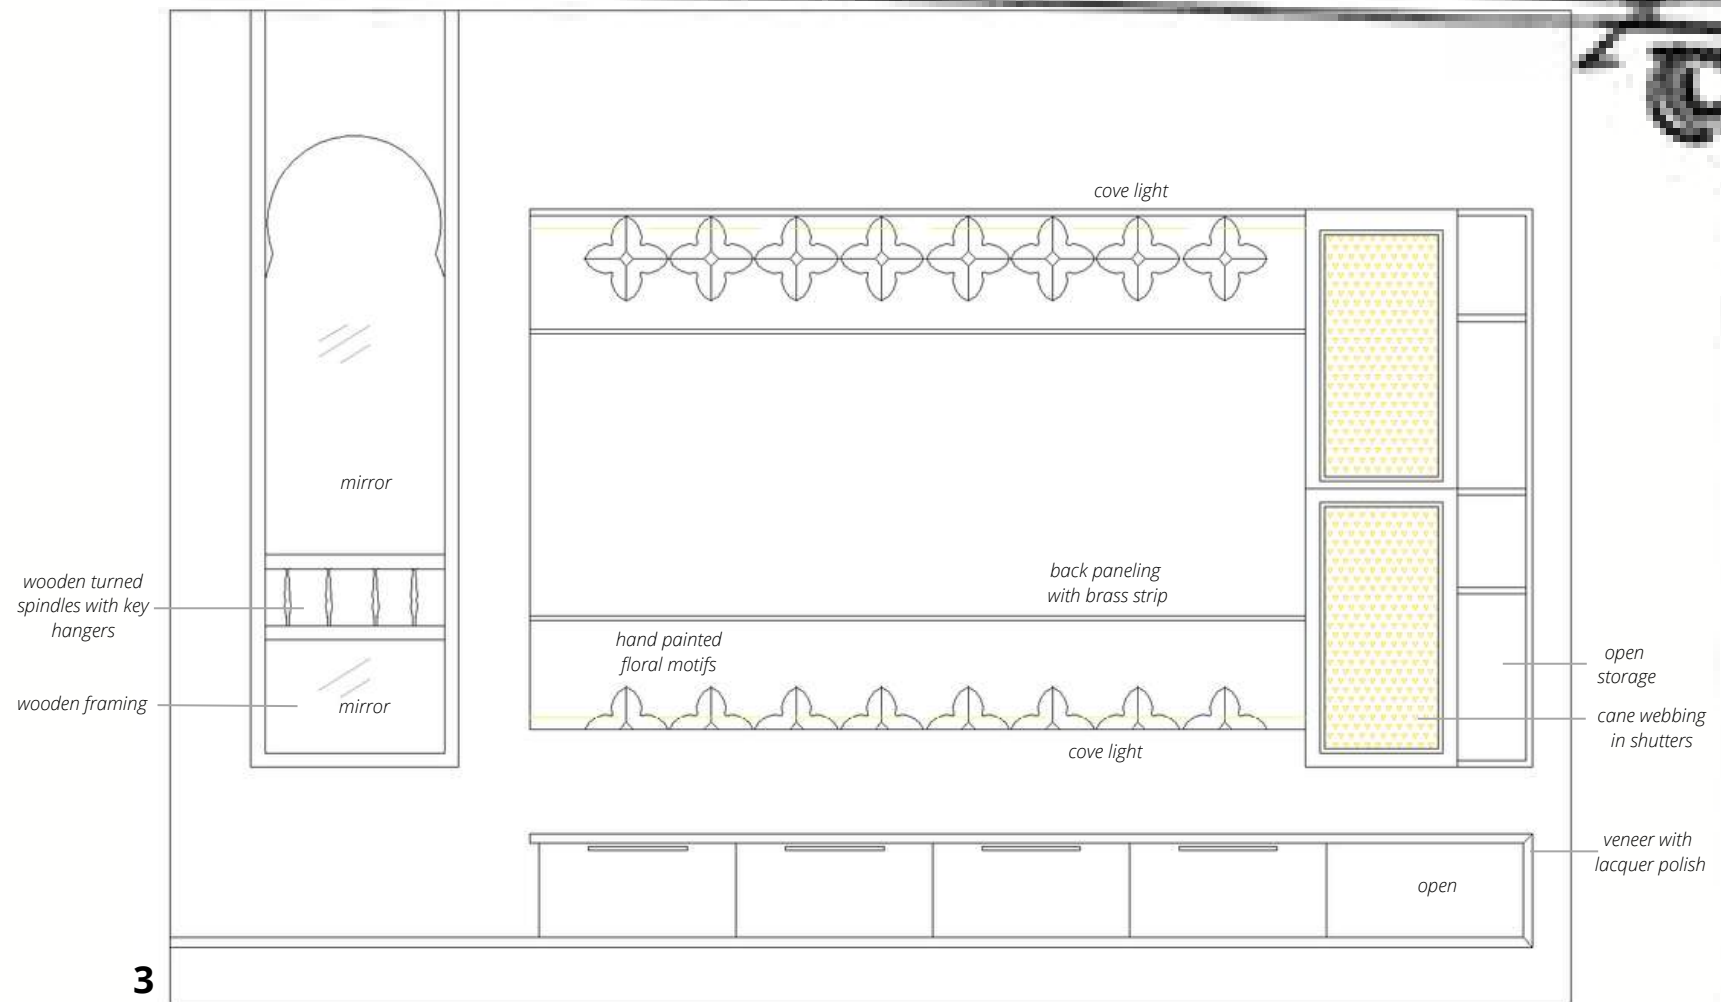 cove light
mirror
wooden turned
spindles with key
hangers
back paneling
with brass strip
hand painted
floral motifs
open
storage
wooden framing
mirror
cane webbing
in shutters
cove light
veneer with
lacquer polish
open
3